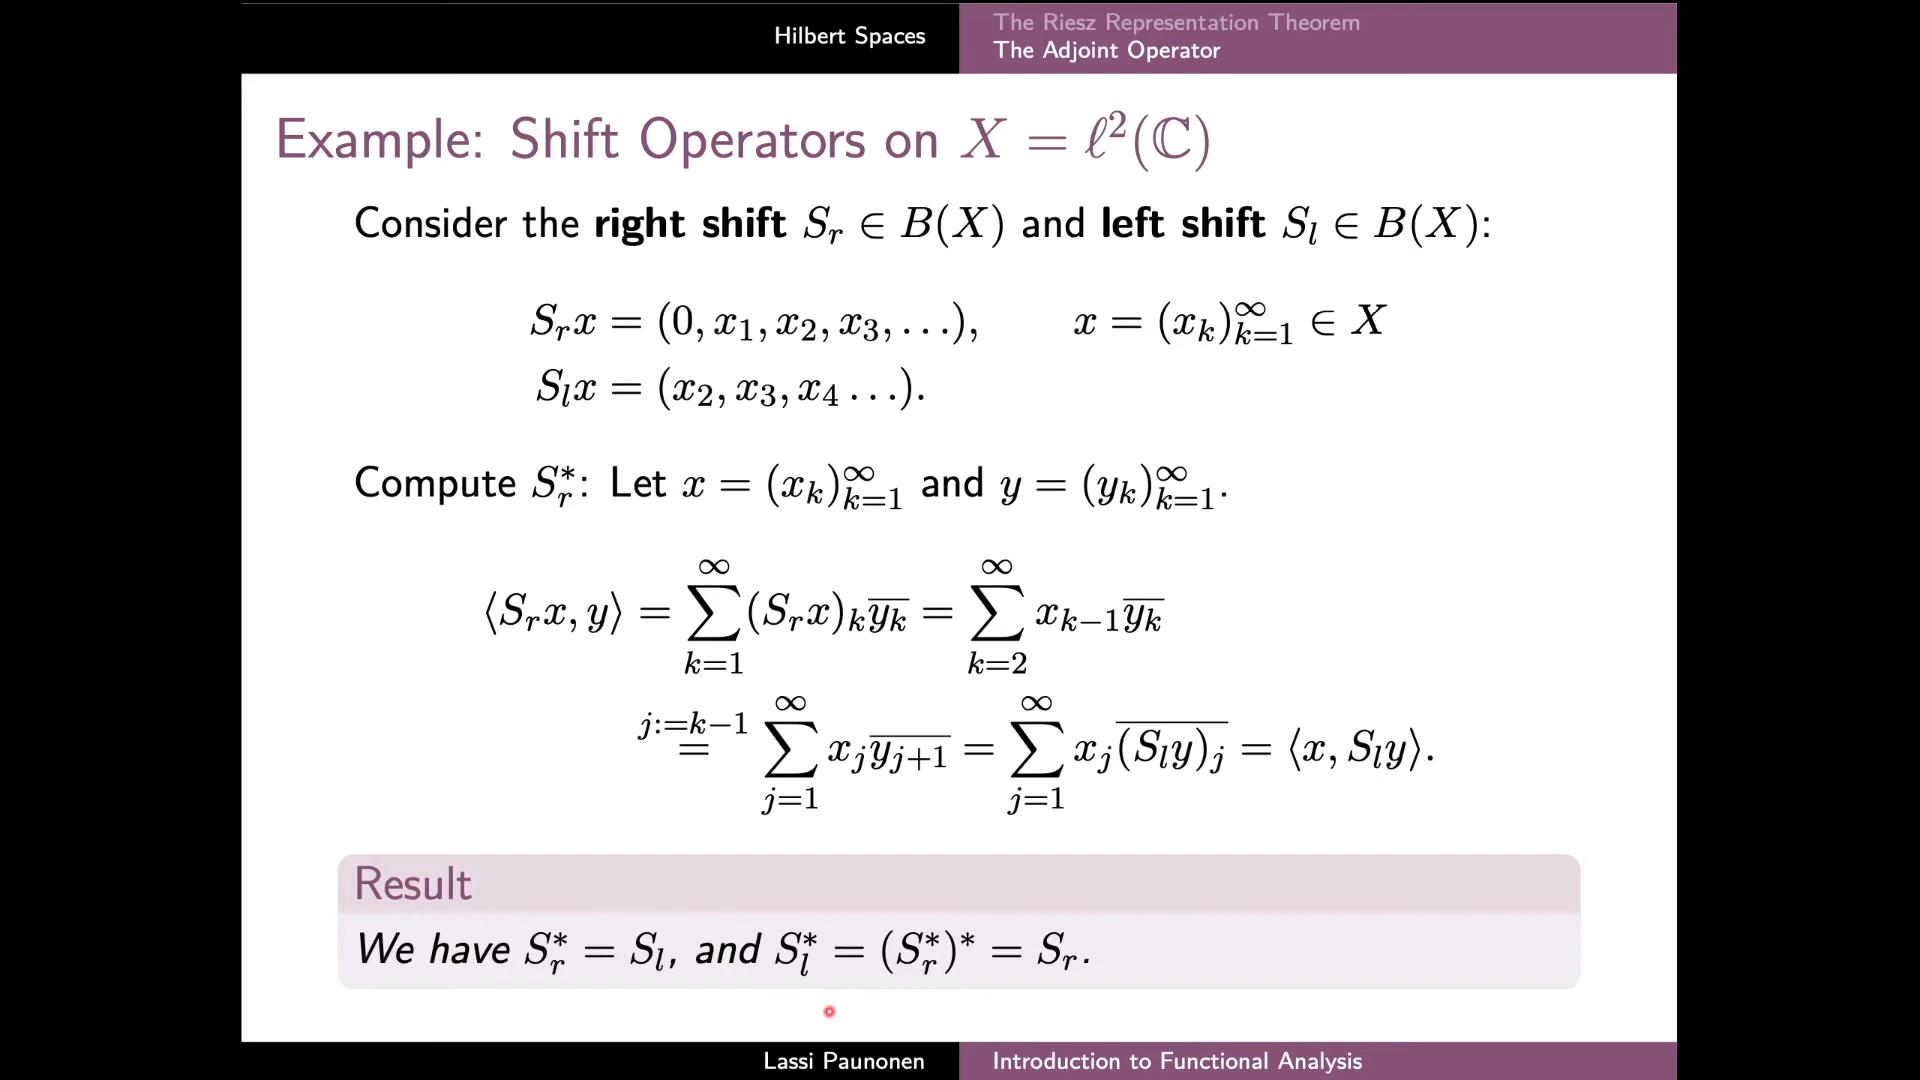 Hilbert Spaces
The Riesz Representation Theorem
The Adjoint Operator
Example: Shift Operators on $X = \ell^2(\mathbb{C})$
Consider the right shift $S_r \in B(X)$ and left shift $S_l \in B(X)$:
$S_r x = (0, x_1, x_2, x_3, \ldots), \qquad x = (x_k)_{k=1}^{\infty} \in X$
$S_l x = (x_2, x_3, x_4 \ldots).$
Compute $S_r^*$: Let $x = (x_k)_{k=1}^{\infty}$ and $y = (y_k)_{k=1}^{\infty}$.
$\langle S_r x, y \rangle = \sum_{k=1}^{\infty} (S_r x)_k \overline{y_k} = \sum_{k=2}^{\infty} x_{k-1} \overline{y_k}$
$\overset{j:=k-1}{=} \sum_{j=1}^{\infty} x_j \overline{y_{j+1}} = \sum_{j=1}^{\infty} x_j \overline{(S_l y)_j} = \langle x, S_l y \rangle.$
Result
We have $S_r^* = S_l$, and $S_l^* = (S_r^*)^* = S_r$.
Lassi Paunonen
Introduction to Functional Analysis